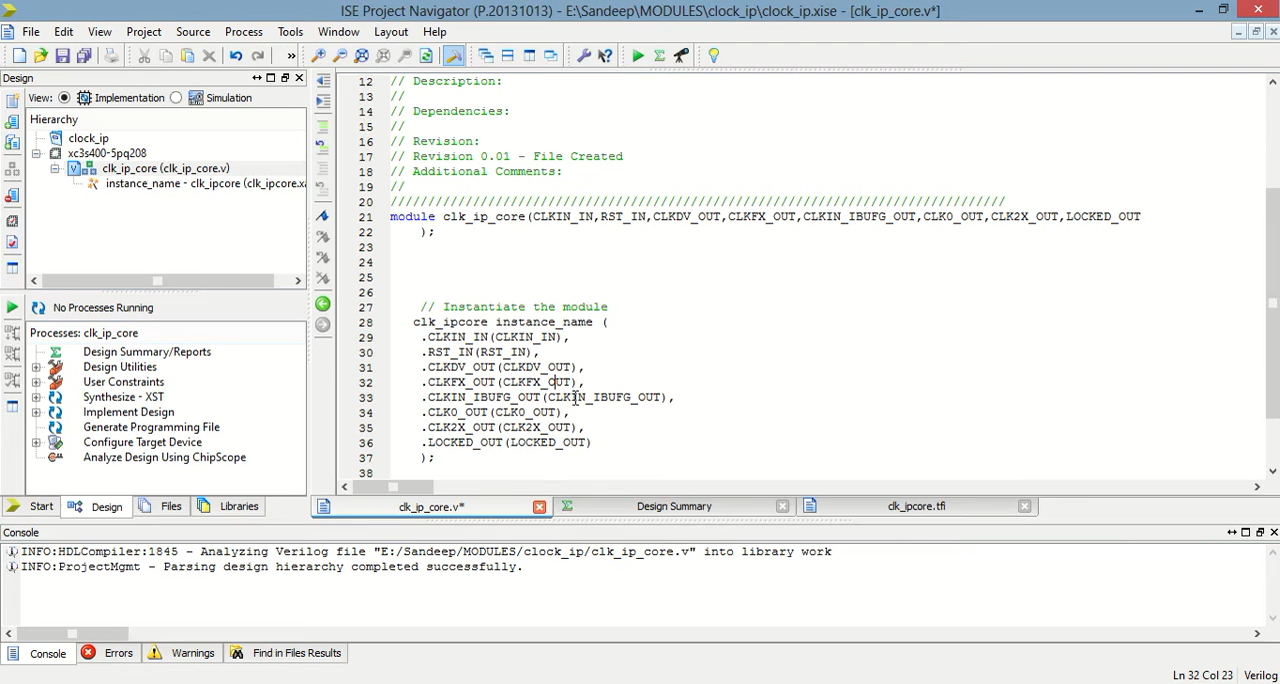 ISE Project Navigator (P.20131013) - E:\Sandeep\MODULES\clock_ip\clock_ip.xise - [clk_ip_core.v*]
File Edit View Project Source Process Tools Window Layout Help
Design
View: Implementation Simulation
Hierarchy
clock_ip
xc3s400-5pq208
clk_ip_core (clk_ip_core.v)
instance_name - clk_ipcore (clk_ipcore.xa
No Processes Running
Processes: clk_ip_core
Design Summary/Reports
Design Utilities
User Constraints
Synthesize - XST
Implement Design
Generate Programming File
Configure Target Device
Analyze Design Using ChipScope
Start Design Files Libraries
12 // Description:
13 //
14 // Dependencies:
15 //
16 // Revision:
17 // Revision 0.01 - File Created
18 // Additional Comments:
19 //
20 //////////////////////////////////////////////////////////////////////////////////
21 module clk_ip_core(CLKIN_IN,RST_IN,CLKDV_OUT,CLKFX_OUT,CLKIN_IBUFG_OUT,CLK0_OUT,CLK2X_OUT,LOCKED_OUT
22 );
23
24
25
26
27 // Instantiate the module
28 clk_ipcore instance_name (
29 .CLKIN_IN(CLKIN_IN),
30 .RST_IN(RST_IN),
31 .CLKDV_OUT(CLKDV_OUT),
32 .CLKFX_OUT(CLKFX_OUT),
33 .CLKIN_IBUFG_OUT(CLKIN_IBUFG_OUT),
34 .CLK0_OUT(CLK0_OUT),
35 .CLK2X_OUT(CLK2X_OUT),
36 .LOCKED_OUT(LOCKED_OUT)
37 );
38
clk_ip_core.v* Design Summary clk_ipcore.tfi
Console
INFO:HDLCompiler:1845 - Analyzing Verilog file "E:/Sandeep/MODULES/clock_ip/clk_ip_core.v" into library work
INFO:ProjectMgmt - Parsing design hierarchy completed successfully.
Console Errors Warnings Find in Files Results
Ln 32 Col 23 Verilog